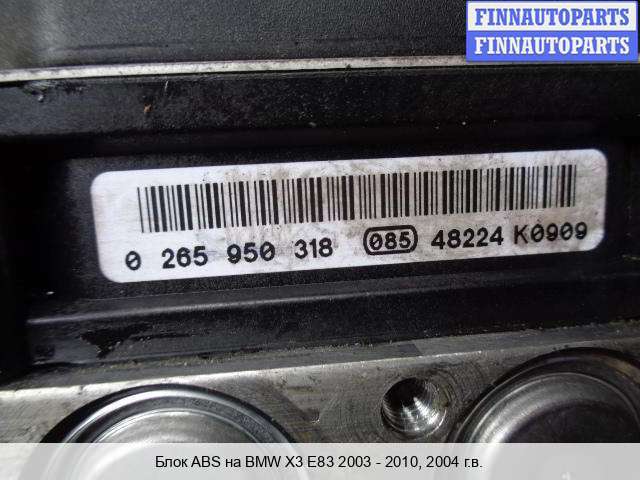 FINNAUTOPARTS
FINNAUTOPARTS
0 265 950 318 085 48224 K0909
Блок ABS на BMW X3 E83 2003 - 2010, 2004 г.в.